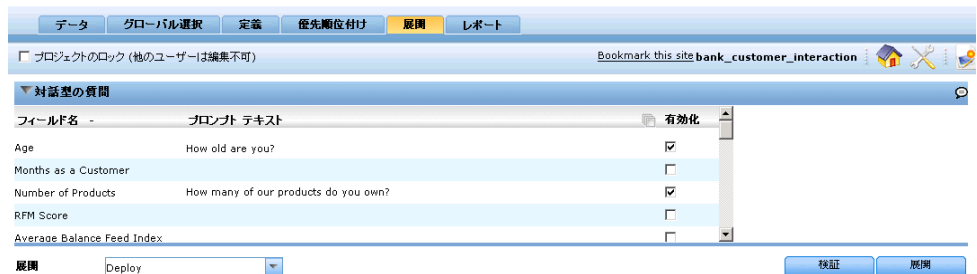 データ グローバル選択 定義 優先順位付け 展開 レポート
プロジェクトのロック (他のユーザーは編集不可) Bookmark this site bank_customer_interaction
対話型の質問
フィールド名 - プロンプト テキスト 有効化
Age How old are you?
Months as a Customer
Number of Products How many of our products do you own?
RFM Score
Average Balance Feed Index
展開 Deploy 検証 展開